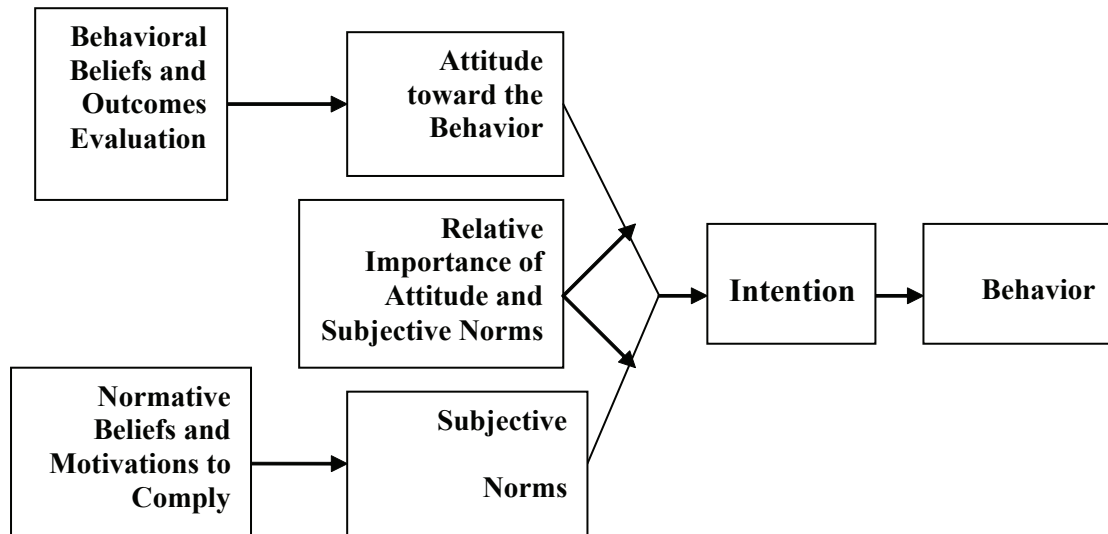 Behavioral
Beliefs and
Outcomes
Evaluation
Attitude
toward the
Behavior
Relative
Importance of
Attitude and
Subjective Norms
Intention
Behavior
Normative
Beliefs and
Motivations to
Comply
Subjective
Norms